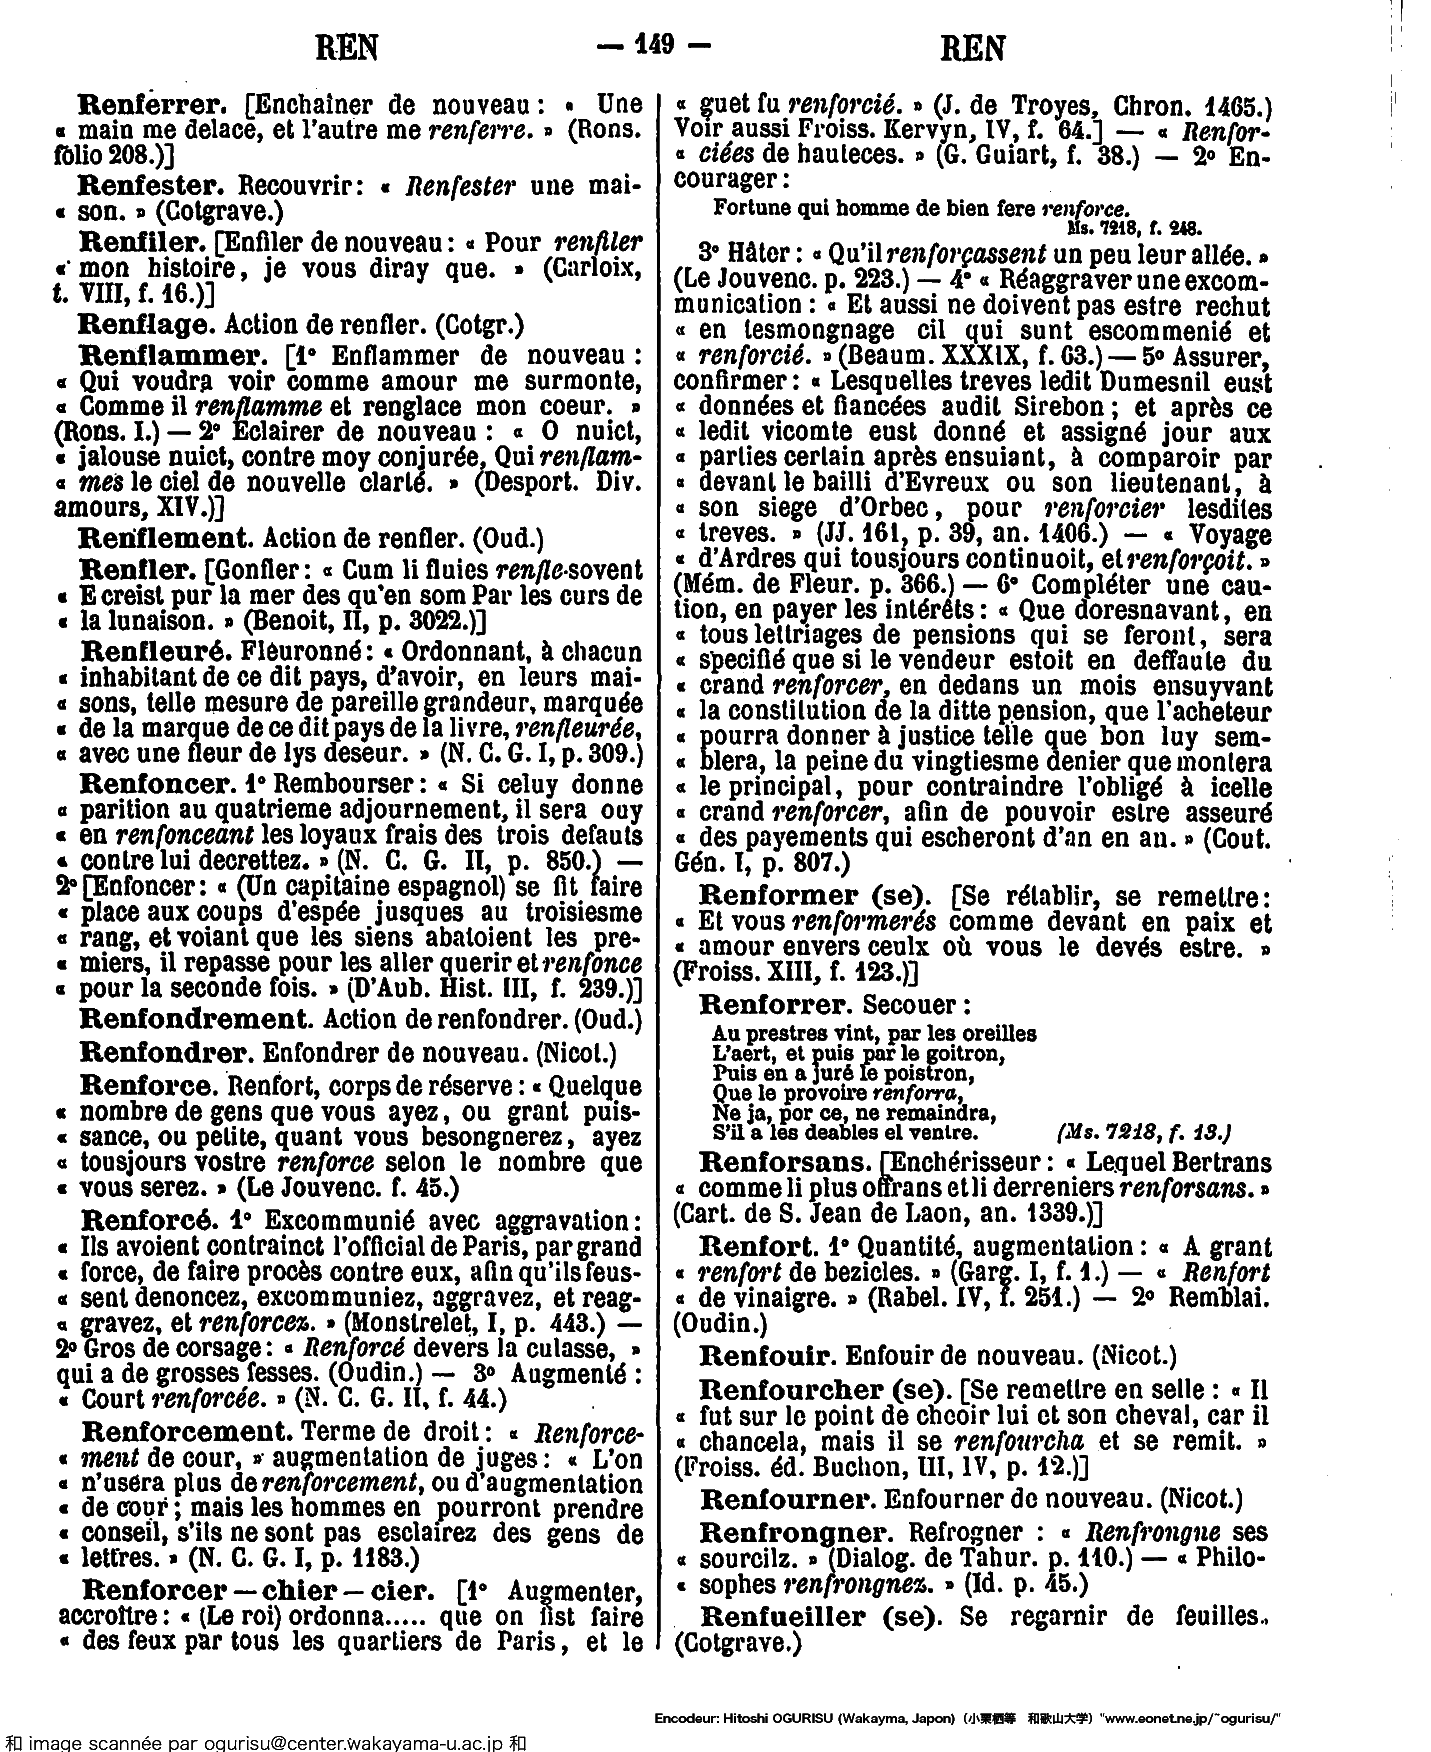 REN
— 149 —
REN
Renferrer. [Enchaîner de nouveau : « Une
« main me delace, et l'autre me renferre. » (Rons.
folio 208.)]
Renfester. Recouvrir : « Renfester une mai-
« son. » (Cotgrave.)
Renfiler. [Enfiler de nouveau : « Pour renfiler
« mon histoire, je vous diray que. » (Carloix,
t. VIII, f. 16.)]
Renflage. Action de renfler. (Cotgr.)
Renflammer. [1° Enflammer de nouveau :
« Qui voudra voir comme amour me surmonte,
« Comme il renflamme et renglace mon coeur. »
(Rons. I.) — 2° Eclairer de nouveau : « O nuict,
« jalouse nuict, contre moy conjurée, Qui renflam-
« mes le ciel de nouvelle clarté. » (Desport. Div.
amours, XIV.)]
Renflement. Action de renfler. (Oud.)
Renfler. [Gonfler : « Cum li fluies renfle sovent
« E creist pur la mer des qu'en som Par les curs de
« la lunaison. » (Benoit, II, p. 3022.)]
Renfleuré. Fleuronné : « Ordonnant, à chacun
« inhabitant de ce dit pays, d'avoir, en leurs mai-
« sons, telle mesure de pareille grandeur, marquée
« de la marque de ce dit pays de la livre, renfleurée,
« avec une fleur de lys deseur. » (N. C. G. I, p. 309.)
Renfoncer. 1° Rembourser : « Si celuy donne
« parition au quatrieme adjournement, il sera ouy
« en renfonceant les loyaux frais des trois defauts
« contre lui decrettez. » (N. C. G. II, p. 850.) —
2° [Enfoncer : « (Un capitaine espagnol) se fit faire
« place aux coups d'espée jusques au troisiesme
« rang, et voiant que les siens abatoient les pre-
« miers, il repasse pour les aller querir et renfonce
« pour la seconde fois. » (D'Aub. Hist. III, f. 239.)]
Renfondrement. Action de renfondrer. (Oud.)
Renfondrer. Enfondrer de nouveau. (Nicot.)
Renforce. Renfort, corps de réserve : « Quelque
« nombre de gens que vous ayez, ou grant puis-
« sance, ou petite, quant vous besongnerez, ayez
« tousjours vostre renforce selon le nombre que
« vous serez. » (Le Jouvenc. f. 45.)
Renforcé. 1° Excommunié avec aggravation :
« Ils avoient contrainct l'official de Paris, par grand
« force, de faire procès contre eux, afin qu'ils feus-
« sent denoncez, excommuniez, aggravez, et reag-
« gravez, et renforcez. » (Monstrelet, I, p. 443.) —
2° Gros de corsage : « Renforcé devers la culasse, »
qui a de grosses fesses. (Oudin.) — 3° Augmenté :
« Court renforcée. » (N. C. G. II, f. 44.)
Renforcement. Terme de droit : « Renforce-
« ment de cour, » augmentation de juges : « L'on
« n'usera plus de renforcement, ou d'augmentation
« de cour ; mais les hommes en pourront prendre
« conseil, s'ils ne sont pas esclairez des gens de
« lettres. » (N. C. G. I, p. 1183.)
Renforcer — chier — cier. [1° Augmenter,
accroître : « (Le roi) ordonna..... que on fist faire
« des feux par tous les quartiers de Paris, et le
« guet fu renforcié. » (J. de Troyes, Chron. 1465.)
Voir aussi Froiss. Kervyn, IV, f. 64.] — « Renfor-
« ciées de hauteces. » (G. Guiart, f. 38.) — 2° En-
courager :
Fortune qui homme de bien fere renforce.
Ms. 7218, f. 248.
3° Hâter : « Qu'il renforçassent un peu leur allée. »
(Le Jouvenc. p. 223.) — 4° « Réaggraver une excom-
munication : « Et aussi ne doivent pas estre rechut
« en tesmongnage cil qui sunt escommenié et
« renforcié. » (Beaum. XXXIX, f. 63.) — 5° Assurer,
confirmer : « Lesquelles treves ledit Dumesnil eust
« données et fiancées audit Sirebon ; et après ce
« ledit vicomte eust donné et assigné jour aux
« parties certain après ensuiant, à comparoir par
« devant le bailli d'Evreux ou son lieutenant, à
« son siege d'Orbec, pour renforcier lesdites
« treves. » (JJ. 161, p. 39, an. 1406.) — « Voyage
« d'Ardres qui tousjours continuoit, et renforçoit. »
(Mém. de Fleur. p. 366.) — 6° Compléter une cau-
tion, en payer les intérêts : « Que doresnavant, en
« tous lettriages de pensions qui se feront, sera
« specifié que si le vendeur estoit en deffaute du
« crand renforcer, en dedans un mois ensuyvant
« la constitution de la ditte pension, que l'acheteur
« pourra donner à justice telle que bon luy sem-
« blera, la peine du vingtiesme denier que montera
« le principal, pour contraindre l'obligé à icelle
« crand renforcer, afin de pouvoir estre asseuré
« des payements qui escheront d'an en an. » (Cout.
Gén. I, p. 807.)
Renformer (se). [Se rétablir, se remettre :
« Et vous renformerés comme devant en paix et
« amour envers ceulx où vous le devés estre. »
(Froiss. XIII, f. 123.)]
Renforrer. Secouer :
Au prestres vint, par les oreilles
L'aert, et puis par le goitron,
Puis en a juré le poistron,
Que le provoire renforra,
Ne ja, por ce, ne remaindra,
S'il a les deables el ventre. (Ms. 7218, f. 13.)
Renforsans. [Enchérisseur : « Lequel Bertrans
« comme li plus offrans et li derreniers renforsans. »
(Cart. de S. Jean de Laon, an. 1339.)]
Renfort. 1° Quantité, augmentation : « A grant
« renfort de bezicles. » (Garg. I, f. 1.) — « Renfort
« de vinaigre. » (Rabel. IV, f. 251.) — 2° Remblai.
(Oudin.)
Renfouir. Enfouir de nouveau. (Nicot.)
Renfourcher (se). [Se remettre en selle : « Il
« fut sur le point de cheoir lui et son cheval, car il
« chancela, mais il se renfourcha et se remit. »
(Froiss. éd. Buchon, III, IV, p. 12.)]
Renfourner. Enfourner de nouveau. (Nicot.)
Renfrongner. Refrogner : « Renfrongne ses
« sourcilz. » (Dialog. de Tahur. p. 110.) — « Philo-
« sophes renfrongnez. » (Id. p. 45.)
Renfueiller (se). Se regarnir de feuilles.
(Cotgrave.)
Encodeur: Hitoshi OGURISU (Wakayma, Japon) (小栗栖等 和歌山大学) "www.eonet.ne.jp/~ogurisu/"
和 image scannée par ogurisu@center.wakayama-u.ac.jp 和